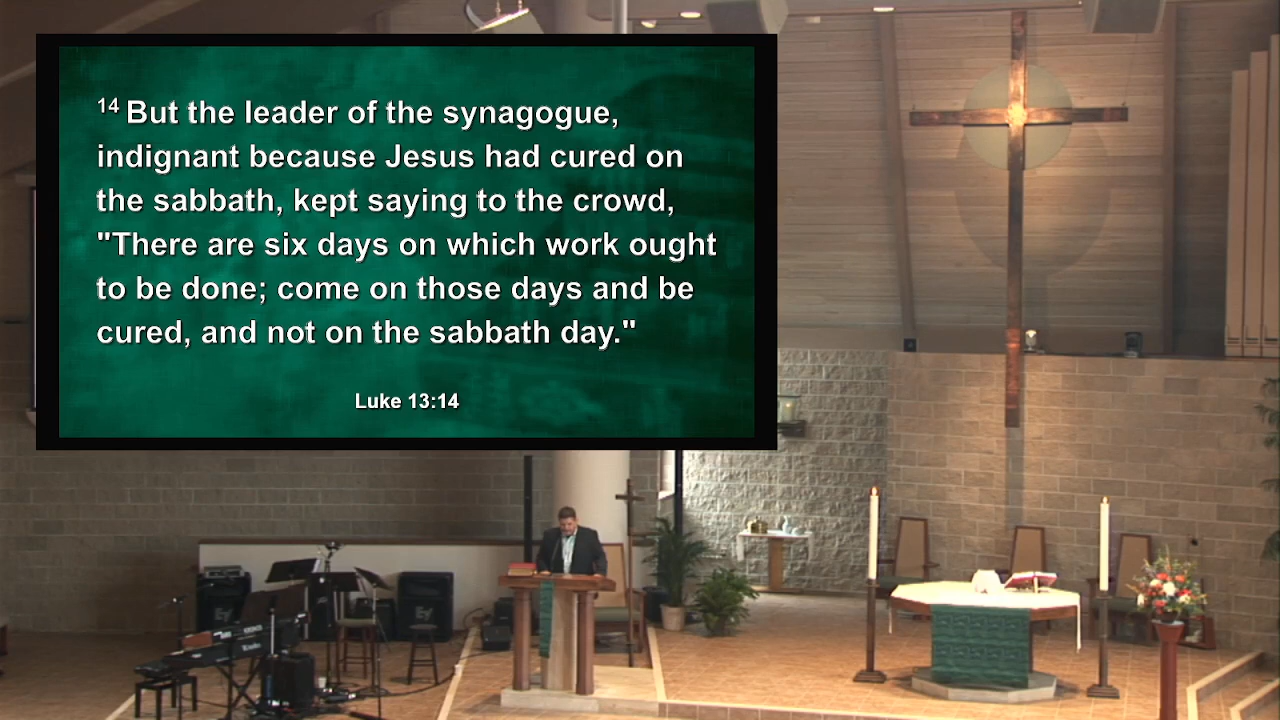 14 But the leader of the synagogue,
indignant because Jesus had cured on
the sabbath, kept saying to the crowd,
"There are six days on which work ought
to be done; come on those days and be
cured, and not on the sabbath day."
Luke 13:14